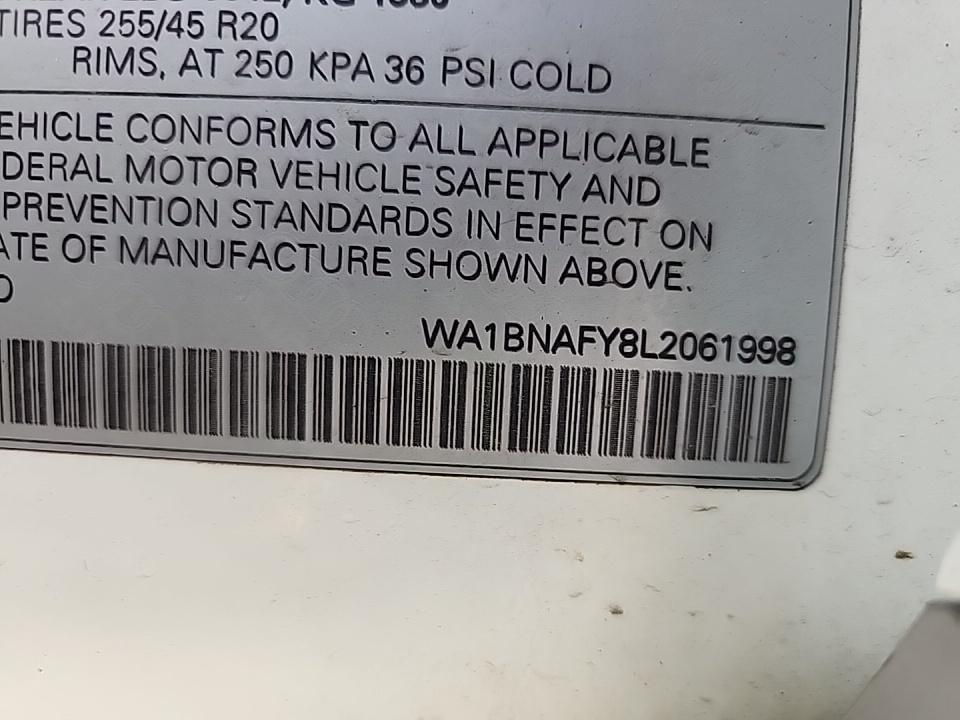 TIRES 255/45 R20
RIMS, AT 250 KPA 36 PSI COLD
EHICLE CONFORMS TO ALL APPLICABLE
DERAL MOTOR VEHICLE SAFETY AND
PREVENTION STANDARDS IN EFFECT ON
ATE OF MANUFACTURE SHOWN ABOVE.
WA1BNAFY8L2061998